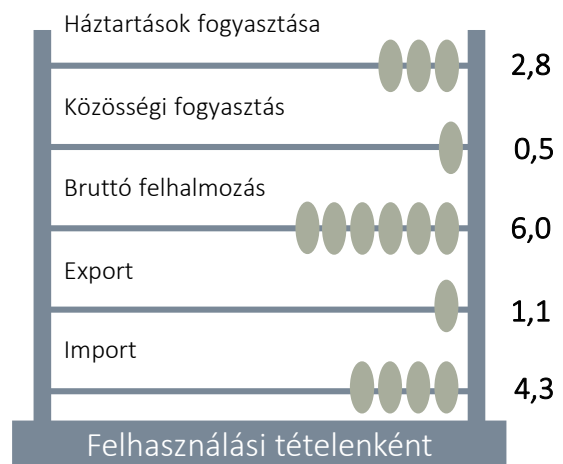 Háztartások fogyasztása
2,8
Közösségi fogyasztás
0,5
Bruttó felhalmozás
6,0
Export
1,1
Import
4,3
Felhasználási tételenként